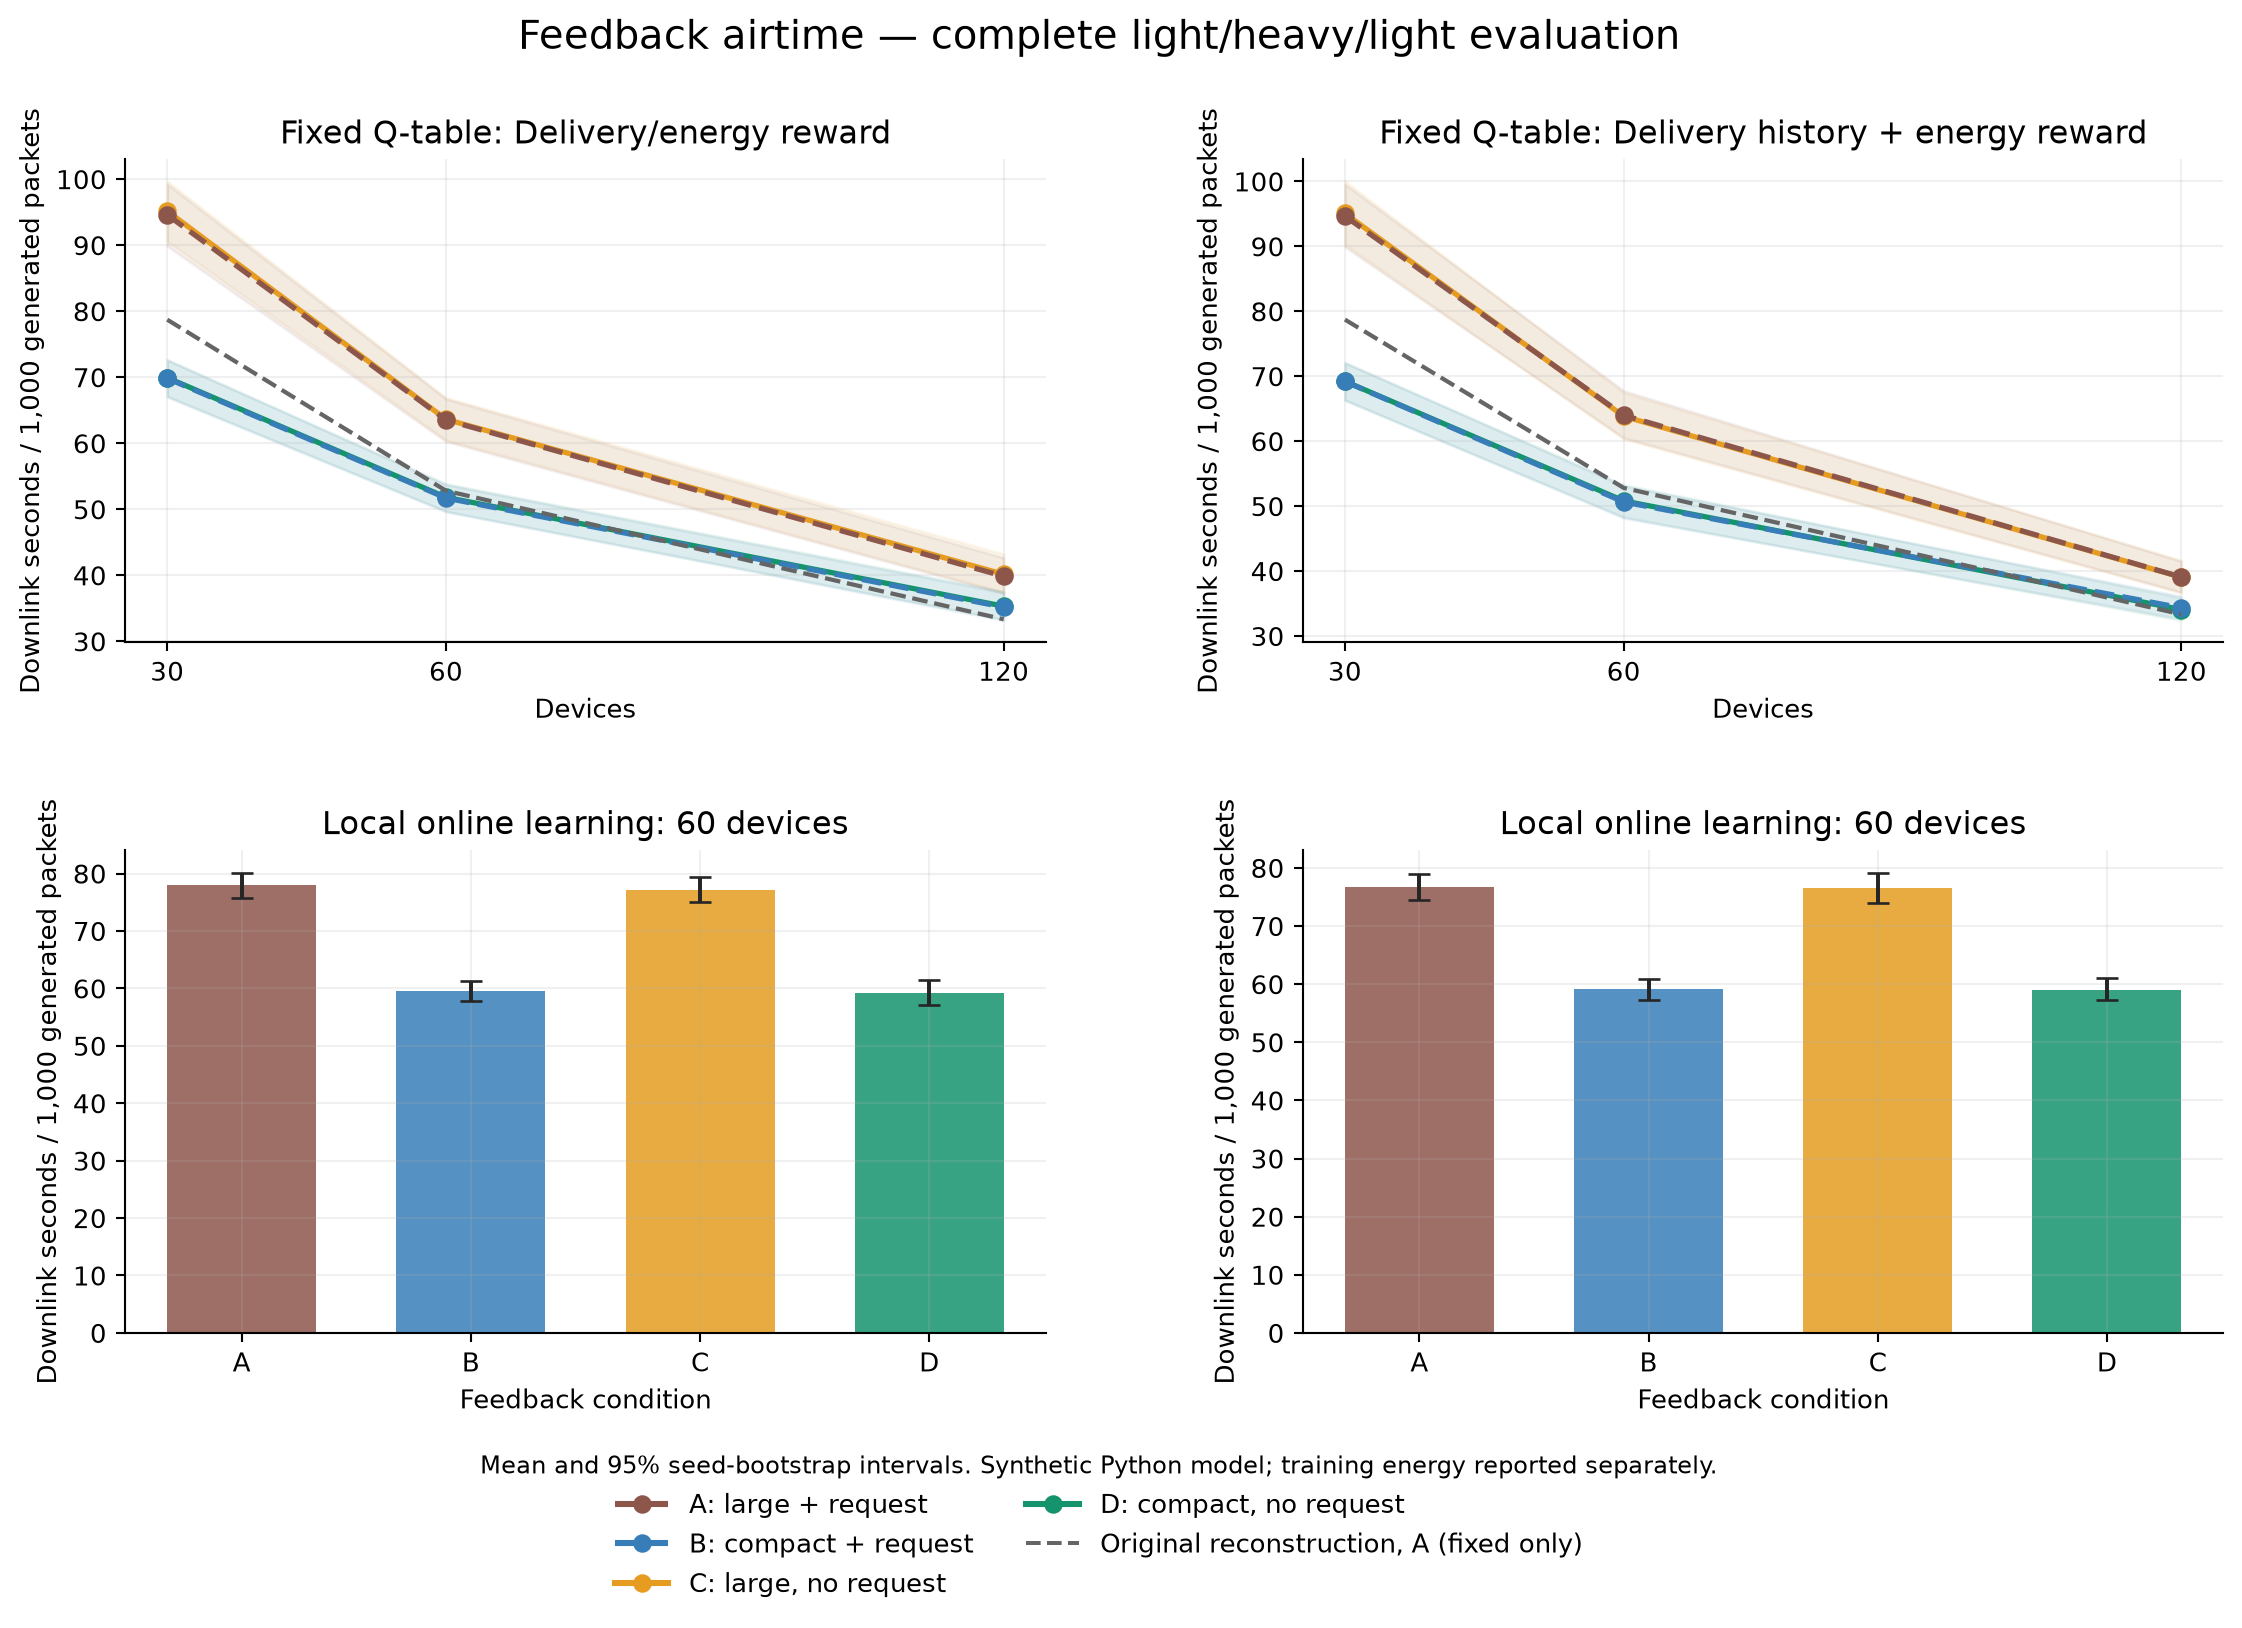 Feedback airtime — complete light/heavy/light evaluation
Fixed Q-table: Delivery/energy reward
Downlink seconds / 1,000 generated packets
100
90
80
70
60
50
40
30
30
60
120
Devices
Fixed Q-table: Delivery history + energy reward
Downlink seconds / 1,000 generated packets
100
90
80
70
60
50
40
30
30
60
120
Devices
Local online learning: 60 devices
Downlink seconds / 1,000 generated packets
80
70
60
50
40
30
20
10
0
A
B
C
D
Feedback condition
Local online learning: 60 devices
Downlink seconds / 1,000 generated packets
80
70
60
50
40
30
20
10
0
A
B
C
D
Feedback condition
Mean and 95% seed-bootstrap intervals. Synthetic Python model; training energy reported separately.
A: large + request
B: compact + request
C: large, no request
D: compact, no request
Original reconstruction, A (fixed only)